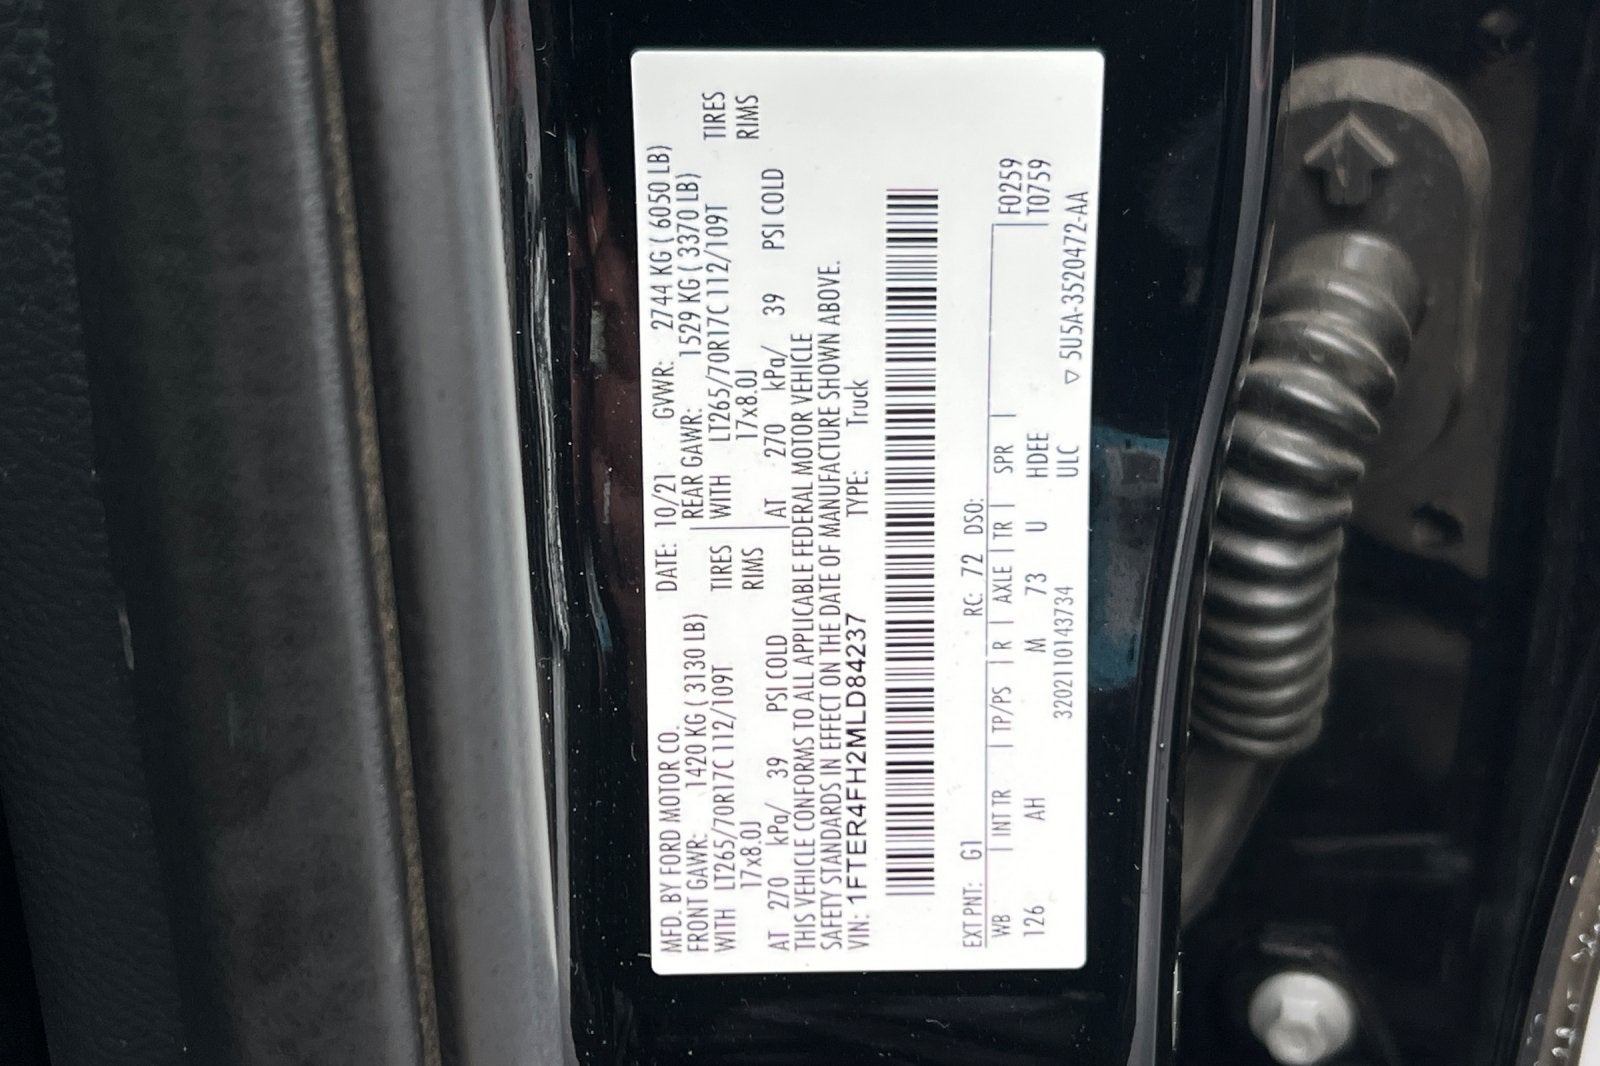 MFD. BY FORD MOTOR CO. DATE: 10/21 GVWR: 2744 KG ( 6050 LB)
FRONT GAWR: 1420 KG ( 3130 LB) REAR GAWR: 1529 KG ( 3370 LB)
WITH LT265/70R17C 112/109T TIRES WITH LT265/70R17C 112/109T TIRES
17x8.0J RIMS 17x8.0J RIMS
AT 270 kPa/ 39 PSI COLD AT 270 kPa/ 39 PSI COLD
THIS VEHICLE CONFORMS TO ALL APPLICABLE FEDERAL MOTOR VEHICLE
SAFETY STANDARDS IN EFFECT ON THE DATE OF MANUFACTURE SHOWN ABOVE.
VIN: 1FTER4FH2MLD84237 TYPE: Truck
EXT PNT: G1 RC: 72 DSO:
WB INT TR TP/PS R AXLE TR SPR F0259
126 AH M 73 U HDEE T0759
3202110143734 ULC ▽ 5U5A-3520472-AA